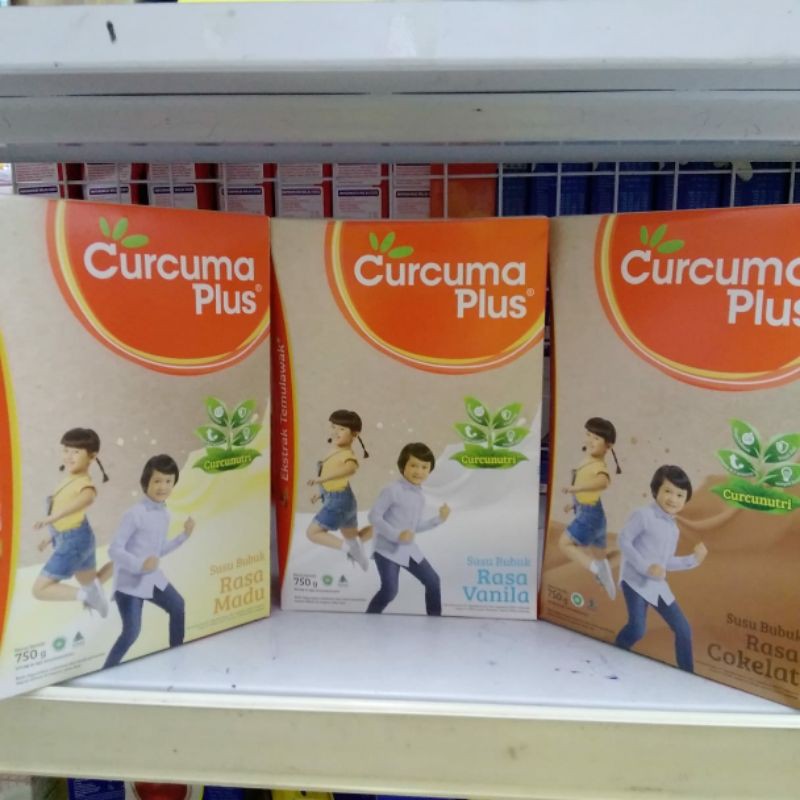 Curcuma
Plus®
Curcunutri
Susu Bubuk
Rasa
Madu
750 g
Ekstrak Temulawak
Curcuma
Plus®
Curcunutri
Susu Bubuk
Rasa
Vanila
750 g
Curcuma
Plus
Curcunutri
Susu Bubuk
Rasa
Cokelat
750 g